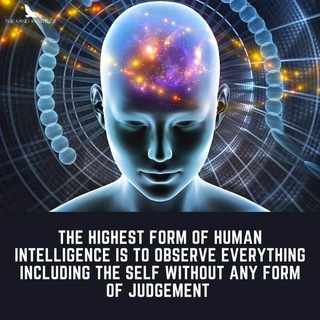 THE HIGHEST FORM OF HUMAN
INTELLIGENCE IS TO OBSERVE EVERYTHING
INCLUDING THE SELF WITHOUT ANY FORM
OF JUDGEMENT